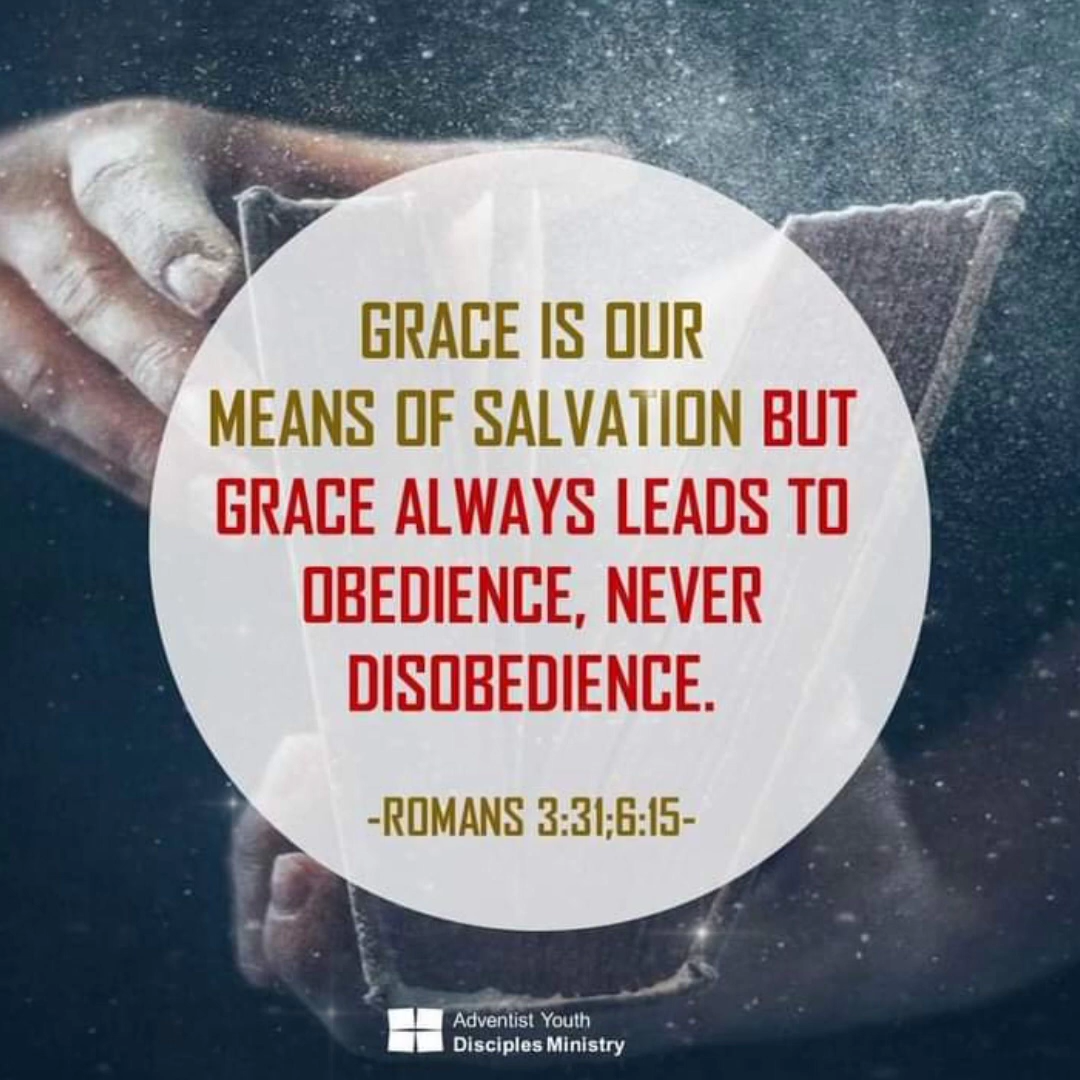 GRACE IS OUR
MEANS OF SALVATION BUT
GRACE ALWAYS LEADS TO
OBEDIENCE, NEVER
DISOBEDIENCE.
-ROMANS 3:31;6:15-
Adventist Youth
Disciples Ministry